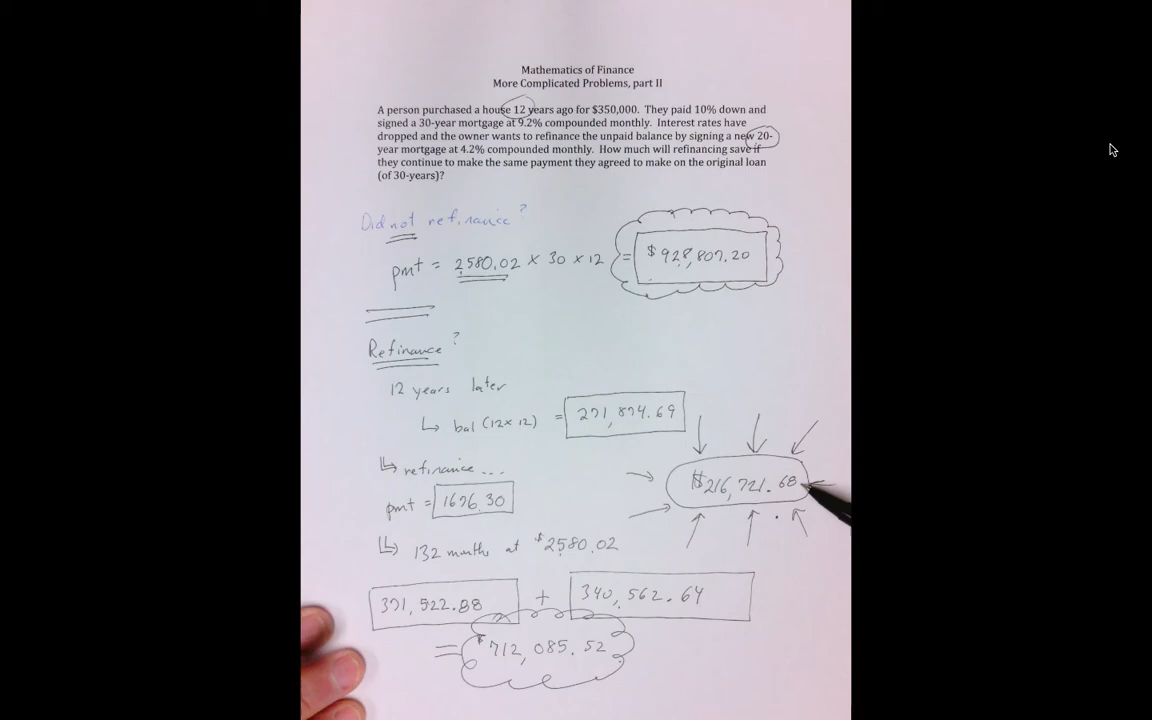 Mathematics of Finance
More Complicated Problems, part II
A person purchased a house 12 years ago for $350,000. They paid 10% down and
signed a 30-year mortgage at 9.2% compounded monthly. Interest rates have
dropped and the owner wants to refinance the unpaid balance by signing a new 20-
year mortgage at 4.2% compounded monthly. How much will refinancing save if
they continue to make the same payment they agreed to make on the original loan
(of 30-years)?
Did not refinance?
pmt = 2580.02 × 30 × 12 = $928,807.20
Refinance?
12 years later
bal (12×12) = 271,874.69
refinance ...
$216,721.68
pmt = 1676.30
132 months at $2580.02
371,522.88 + 340,562.64
= $712,085.52